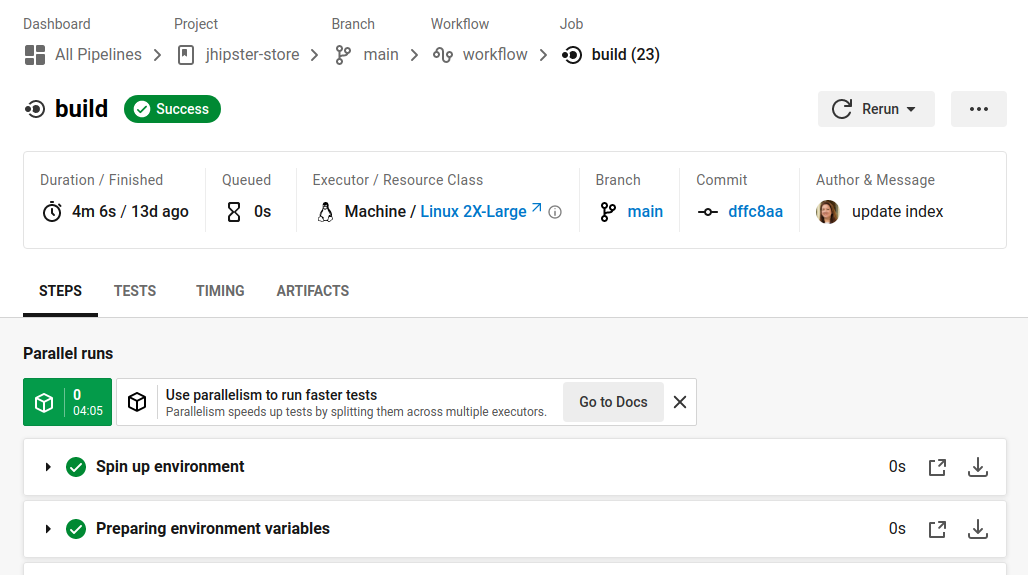 Dashboard Project Branch Workflow Job
All Pipelines jhipster-store main workflow build (23)
build Success Rerun
Duration / Finished Queued Executor / Resource Class Branch Commit Author & Message
4m 6s / 13d ago 0s Machine / Linux 2X-Large main dffc8aa update index
STEPS TESTS TIMING ARTIFACTS
Parallel runs
0
04:05
Use parallelism to run faster tests
Parallelism speeds up tests by splitting them across multiple executors.
Go to Docs
Spin up environment 0s
Preparing environment variables 0s